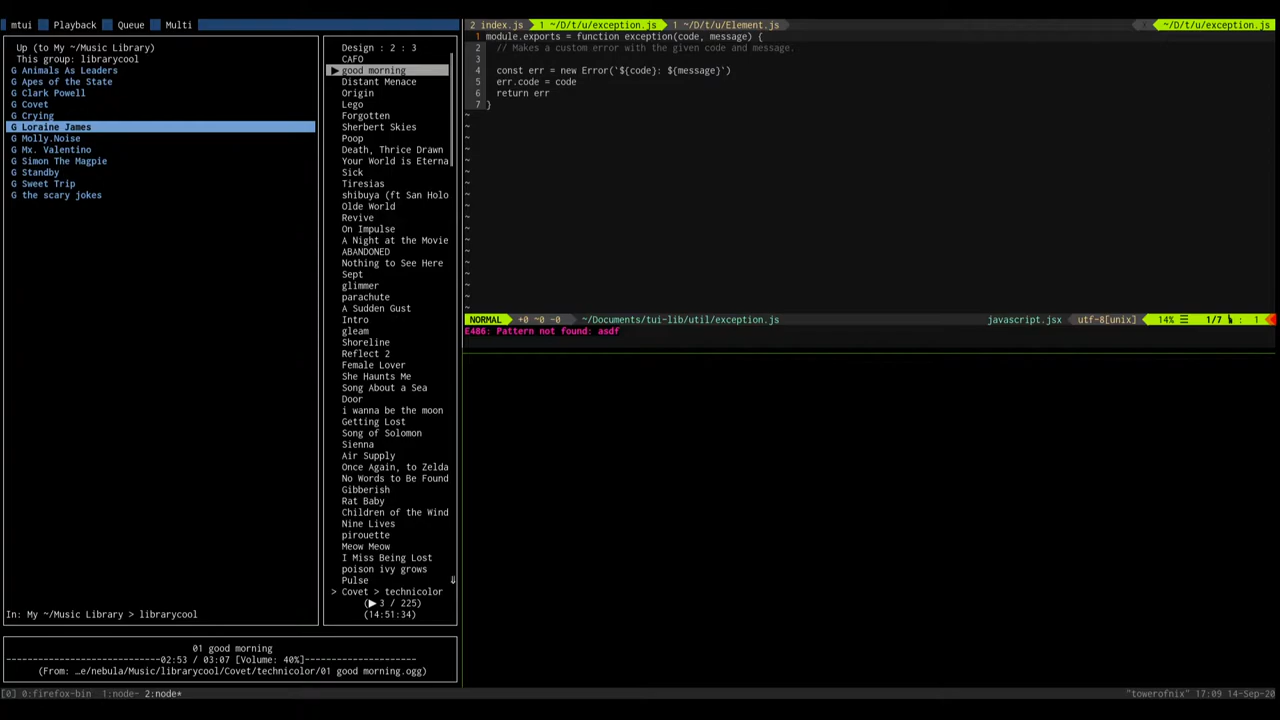 mtui Playback Queue Multi
Up (to My ~/Music Library)
This group: librarycool
G Animals As Leaders
G Apes of the State
G Clark Powell
G Covet
G Crying
G Loraine James
G Molly.Noise
G Mx. Valentino
G Simon The Magpie
G Standby
G Sweet Trip
G the scary jokes
In: My ~/Music Library > librarycool
Design : 2 : 3
CAFO
good morning
Distant Menace
Origin
Lego
Forgotten
Sherbert Skies
Poop
Death, Thrice Drawn
Your World is Eterna
Sick
Tiresias
shibuya (ft San Holo
Olde World
Revive
On Impulse
A Night at the Movie
ABANDONED
Nothing to See Here
Sept
glimmer
parachute
A Sudden Gust
Intro
gleam
Shoreline
Reflect 2
Female Lover
She Haunts Me
Song About a Sea
Door
i wanna be the moon
Getting Lost
Song of Solomon
Sienna
Air Supply
Once Again, to Zelda
No Words to Be Found
Gibberish
Rat Baby
Children of the Wind
Nine Lives
pirouette
Meow Meow
I Miss Being Lost
poison ivy grows
Pulse
> Covet > technicolor
(▶ 3 / 225)
(14:51:34)
01 good morning
-----------------------------02:53 / 03:07 [Volume: 40%]---------------------
(From: …e/nebula/Music/librarycool/Covet/technicolor/01 good morning.ogg)
2 index.js 1 ~/D/t/u/exception.js 1 ~/D/t/u/Element.js ~/D/t/u/exception.js
1 module.exports = function exception(code, message) {
2 // Makes a custom error with the given code and message.
3
4 const err = new Error(`${code}: ${message}`)
5 err.code = code
6 return err
7 }
NORMAL +0 ~0 -0 ~/Documents/tui-lib/util/exception.js javascript.jsx utf-8[unix] 14% ☰ 1/7 : 1
E486: Pattern not found: asdf
[0] 0:firefox-bin 1:node- 2:node* "towerofnix" 17:09 14-Sep-20